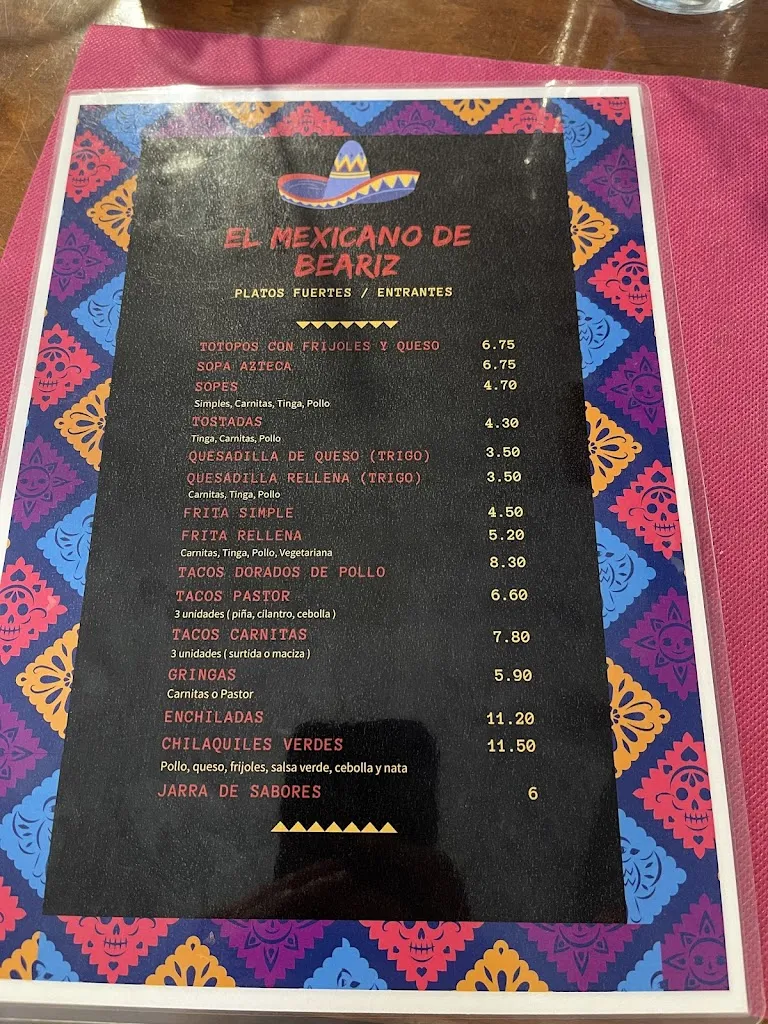 EL MEXICANO DE
BEARIZ
PLATOS FUERTES / ENTRANTES
TOTOPOS CON FRIJOLES Y QUESO 6.75
SOPA AZTECA 6.75
SOPES 4.70
Simples, Carnitas, Tinga, Pollo
TOSTADAS 4.30
Tinga, Carnitas, Pollo
QUESADILLA DE QUESO (TRIGO) 3.50
QUESADILLA RELLENA (TRIGO) 3.50
Carnitas, Tinga, Pollo
FRITA SIMPLE 4.50
FRITA RELLENA 5.20
Carnitas, Tinga, Pollo, Vegetariana
TACOS DORADOS DE POLLO 8.30
TACOS PASTOR 6.60
3 unidades ( piña, cilantro, cebolla )
TACOS CARNITAS 7.80
3 unidades ( surtida o maciza )
GRINGAS 5.90
Carnitas o Pastor
ENCHILADAS 11.20
CHILAQUILES VERDES 11.50
Pollo, queso, frijoles, salsa verde, cebolla y nata
JARRA DE SABORES 6